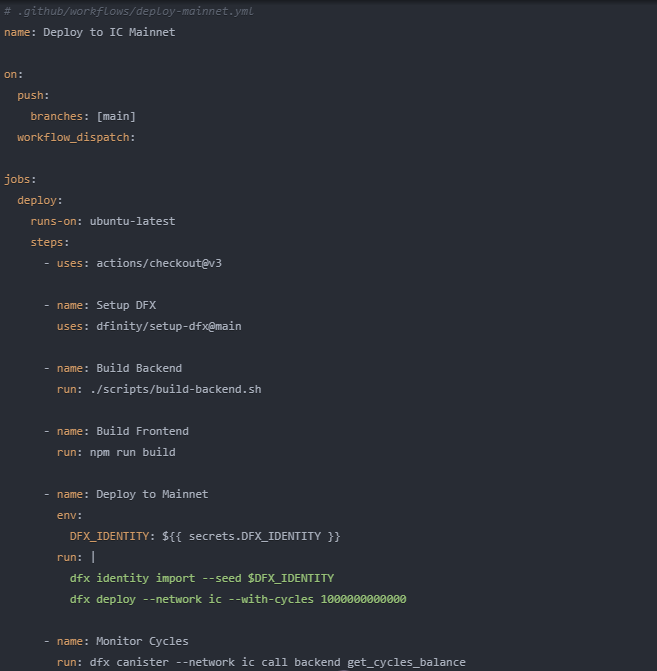 # .github/workflows/deploy-mainnet.yml
name: Deploy to IC Mainnet
on:
push:
branches: [main]
workflow_dispatch:
jobs:
deploy:
runs-on: ubuntu-latest
steps:
- uses: actions/checkout@v3
- name: Setup DFX
uses: dfinity/setup-dfx@main
- name: Build Backend
run: ./scripts/build-backend.sh
- name: Build Frontend
run: npm run build
- name: Deploy to Mainnet
env:
DFX_IDENTITY: ${{ secrets.DFX_IDENTITY }}
run: |
dfx identity import --seed $DFX_IDENTITY
dfx deploy --network ic --with-cycles 1000000000000
- name: Monitor Cycles
run: dfx canister --network ic call backend get_cycles_balance